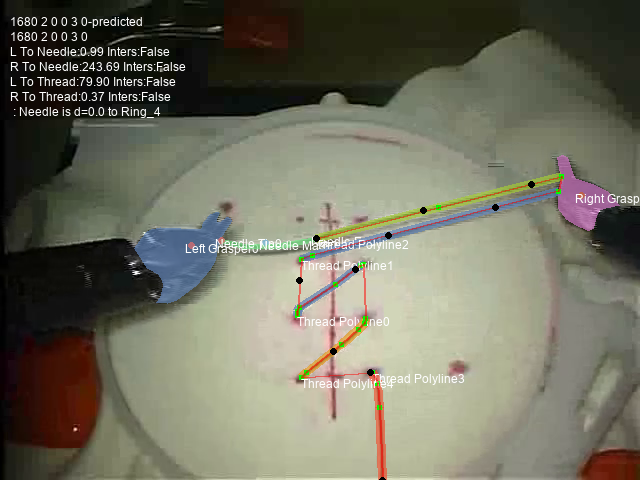 1680 2 0 0 3 0-predicted
1680 2 0 0 3 0
L To Needle:0.99 Inters:False
R To Needle:243.69 Inters:False
L To Thread:79.90 Inters:False
R To Thread:0.37 Inters:False
: Needle is d=0.0 to Ring_4
Right Grasp
Left Grasper
Needle Tip
Thread Polyline2
Thread Polyline1
Thread Polyline0
Thread Polyline3
Thread Polyline4